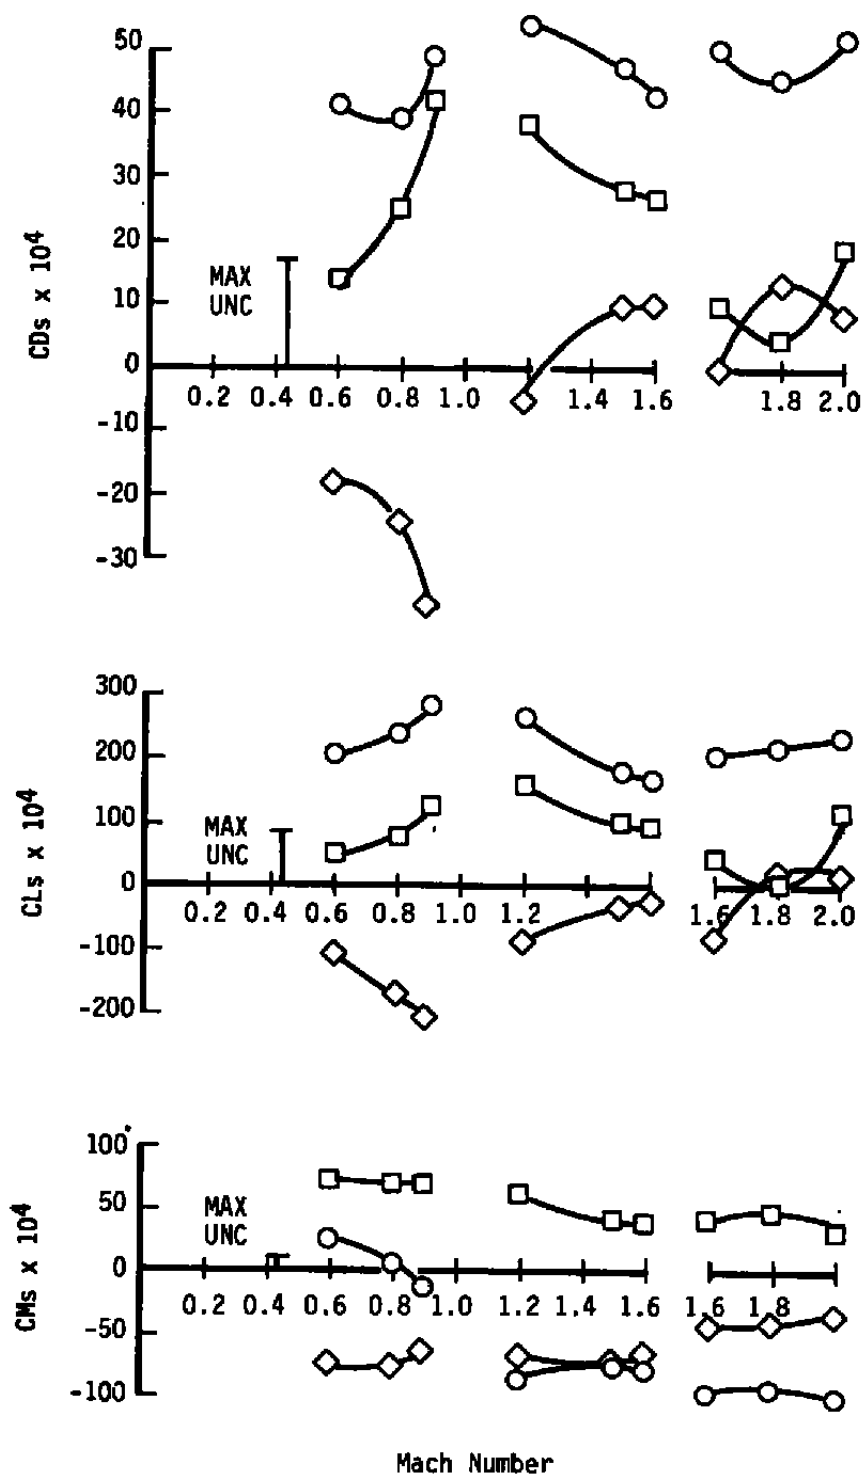 50
40
30
20
10
0
-10
-20
-30
CDs x 10⁴
MAX
UNC
0.2 0.4 0.6 0.8 1.0 1.4 1.6 1.8 2.0
300
200
100
0
-100
-200
CLs x 10⁴
MAX
UNC
0.2 0.4 0.6 0.8 1.0 1.2 1.6 1.8 2.0
100
50
0
-50
-100
CMs x 10⁴
MAX
UNC
0.2 0.4 0.6 0.8 1.0 1.2 1.4 1.6 1.6 1.8
Mach Number